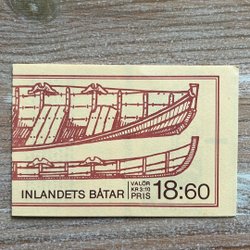 INLANDETS BÅTAR
VALÖR
KR 3:10
PRIS
18:60